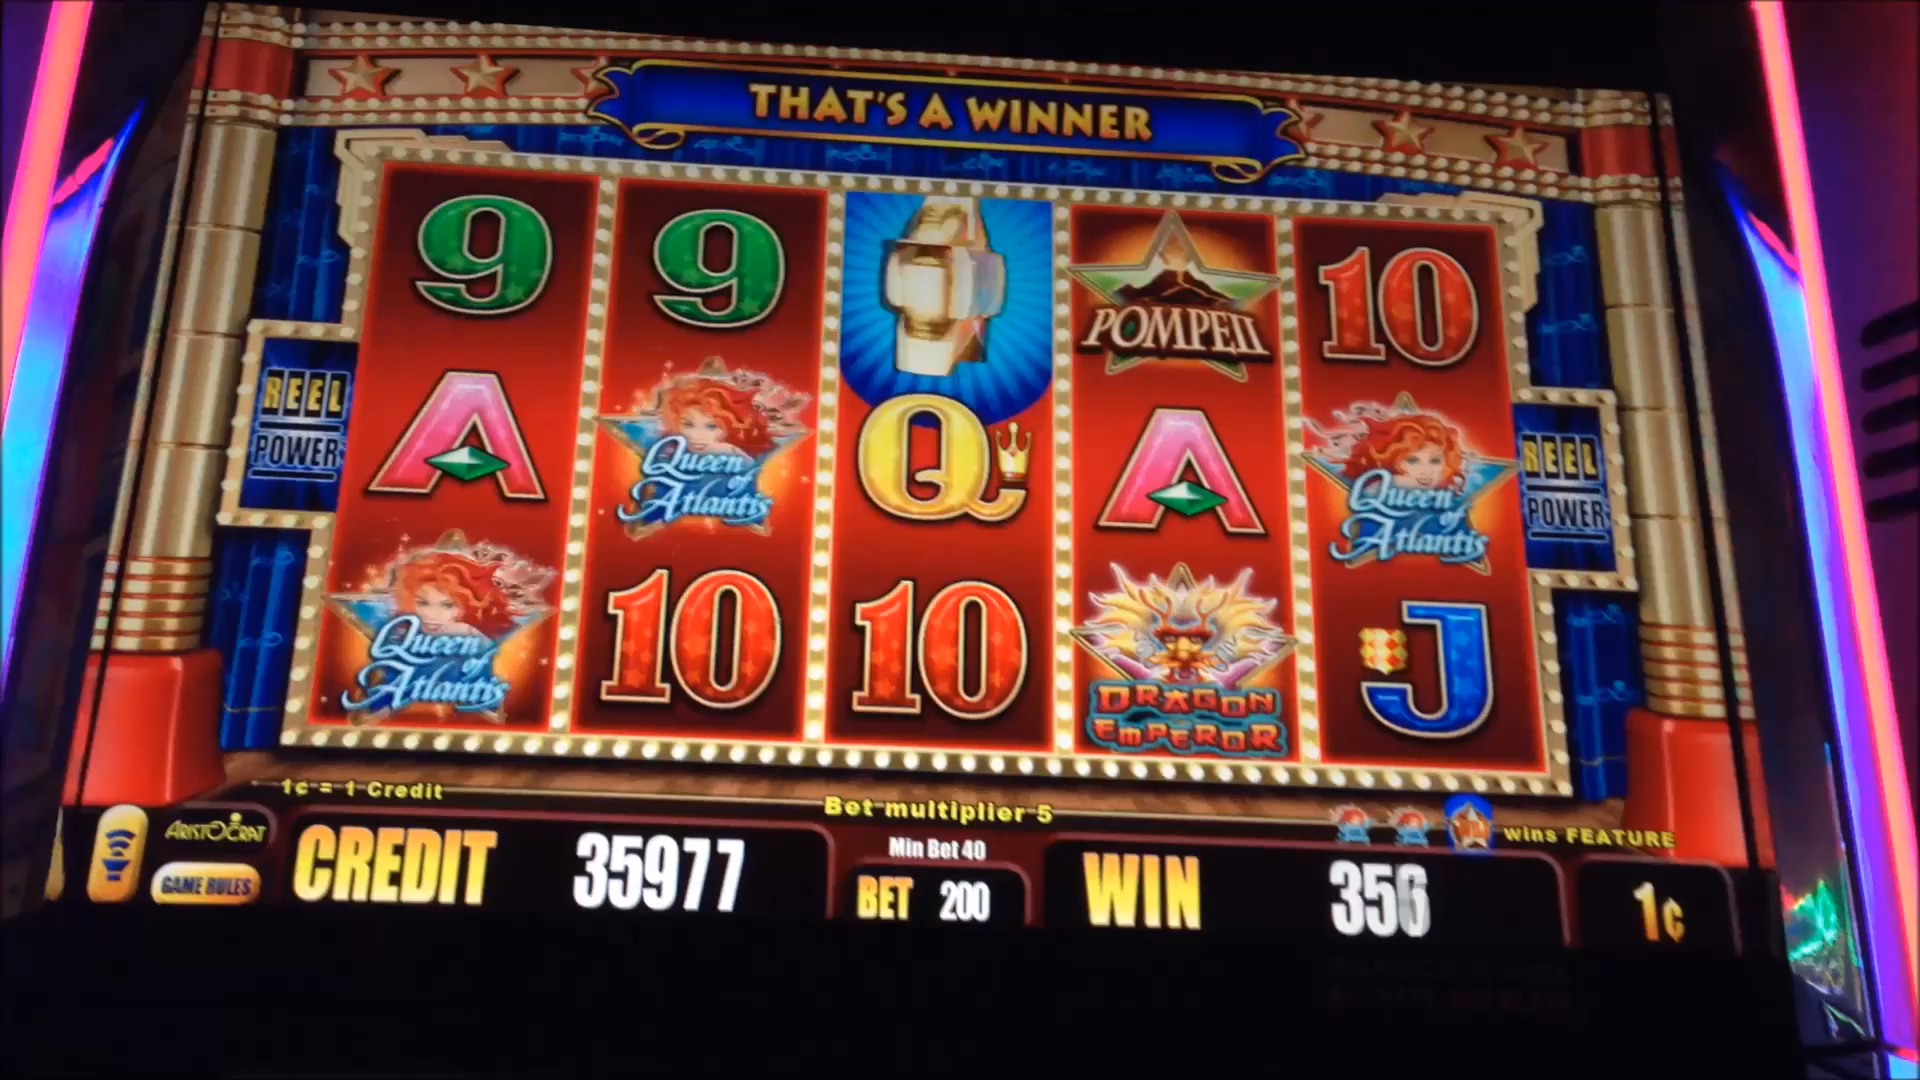 THAT'S A WINNER
9 9 POMPEII 10
REEL POWER
A Queen of Atlantis Q A Queen of Atlantis
REEL POWER
Queen of Atlantis 10 10 DRAGON EMPEROR J
1¢ = 1 Credit
Bet multiplier 5
wins FEATURE
ARISTOCRAT
GAME RULES
CREDIT 35977
Min Bet 40
BET 200
WIN 356
1¢